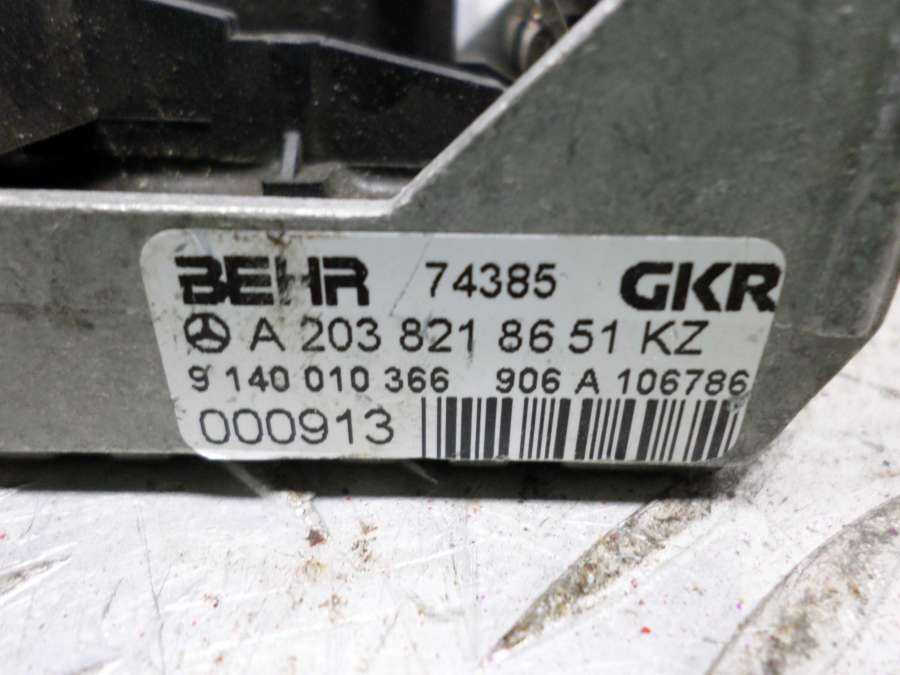 BEHR 74385 GKR
A 203 821 86 51 KZ
9 140 010 366 906 A 106786
000913